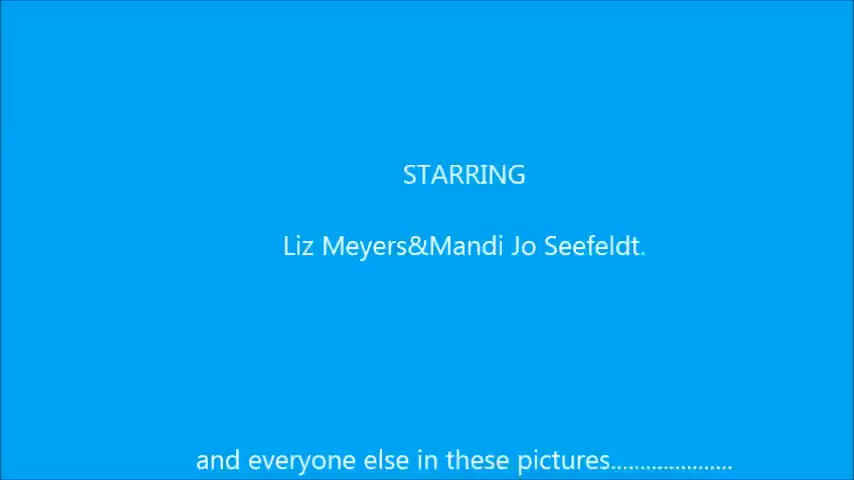 STARRING
Liz Meyers&Mandi Jo Seefeldt.
and everyone else in these pictures.....................